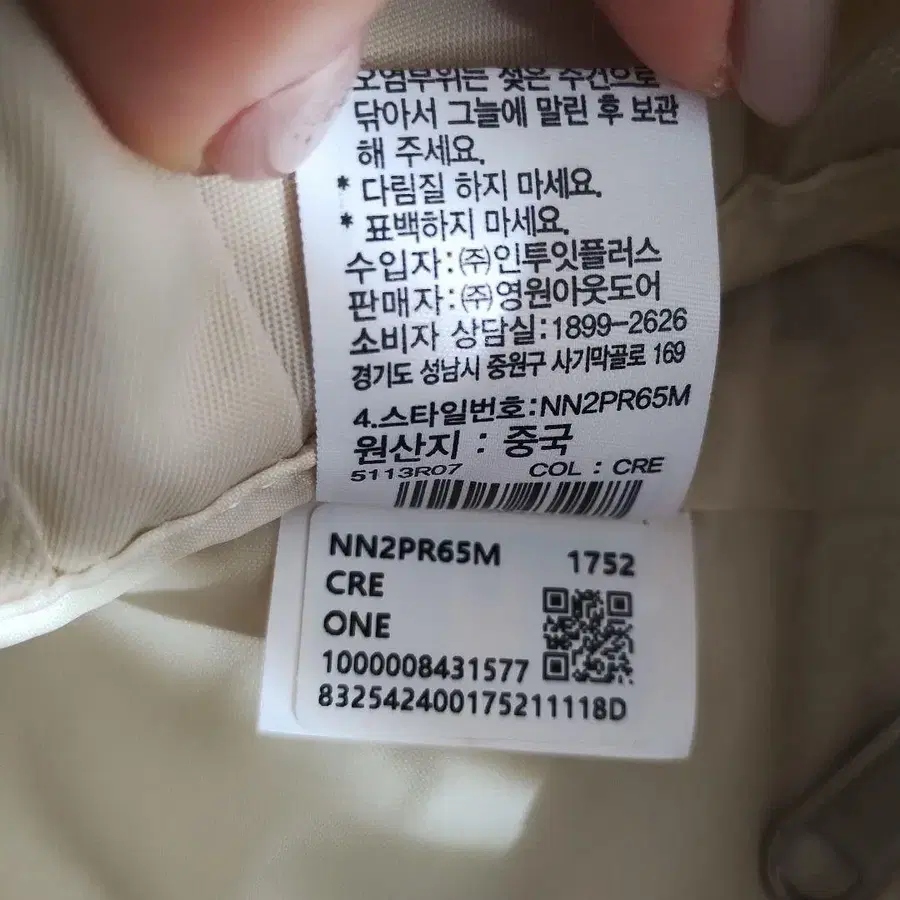 오염부위는 젖은 수건으로
닦아서 그늘에 말린 후 보관
해 주세요.
* 다림질 하지 마세요.
* 표백하지 마세요.
수입자:㈜인투잇플러스
판매자:㈜영원아웃도어
소비자 상담실:1899-2626
경기도 성남시 중원구 사기막골로 169
4.스타일번호:NN2PR65M
원산지 : 중국
5113R07 COL : CRE
NN2PR65M 1752
CRE
ONE
1000008431577
83254240017521111​8D